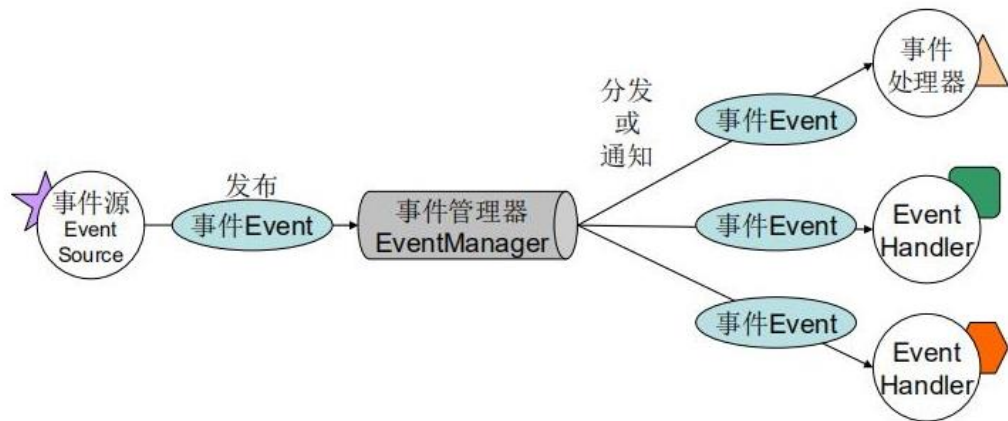 事件源
Event
Source
发布
事件Event
事件管理器
EventManager
分发
或
通知
事件Event
事件
处理器
事件Event
Event
Handler
事件Event
Event
Handler